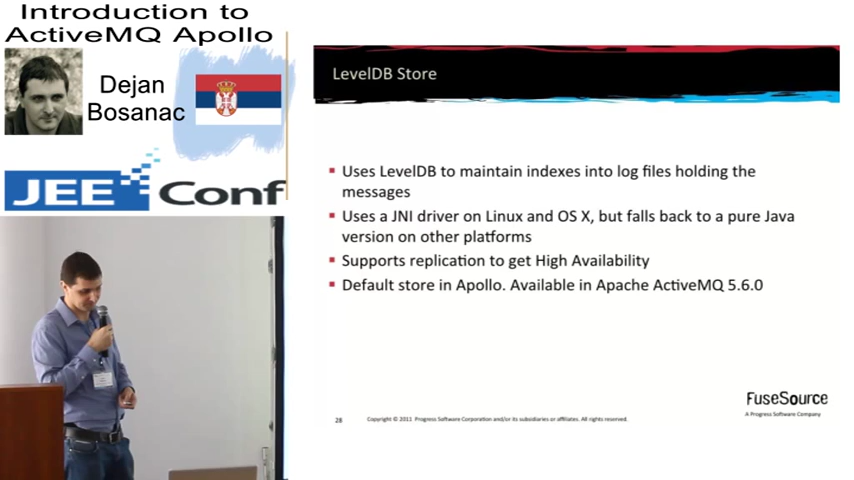 Introduction to
ActiveMQ Apollo
Dejan
Bosanac
JEE Conf
LevelDB Store
Uses LevelDB to maintain indexes into log files holding the
messages
Uses a JNI driver on Linux and OS X, but falls back to a pure Java
version on other platforms
Supports replication to get High Availability
Default store in Apollo. Available in Apache ActiveMQ 5.6.0
28
Copyright © 2011 Progress Software Corporation and/or its subsidiaries or affiliates. All rights reserved.
FuseSource
A Progress Software Company